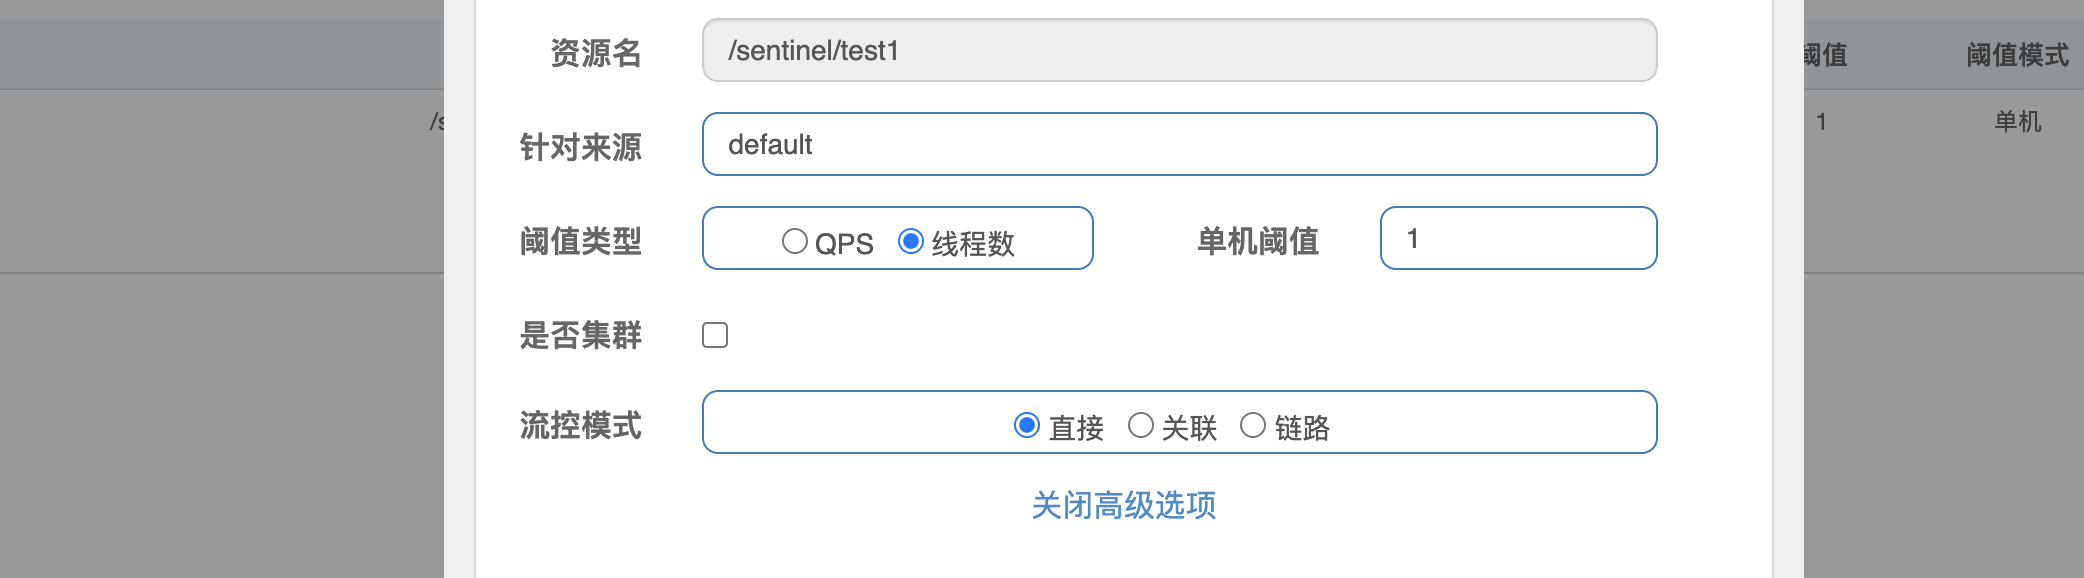 资源名 /sentinel/test1
阈值 阈值模式
/s
1 单机
针对来源 default
阈值类型 QPS 线程数 单机阈值 1
是否集群
流控模式 直接 关联 链路
关闭高级选项